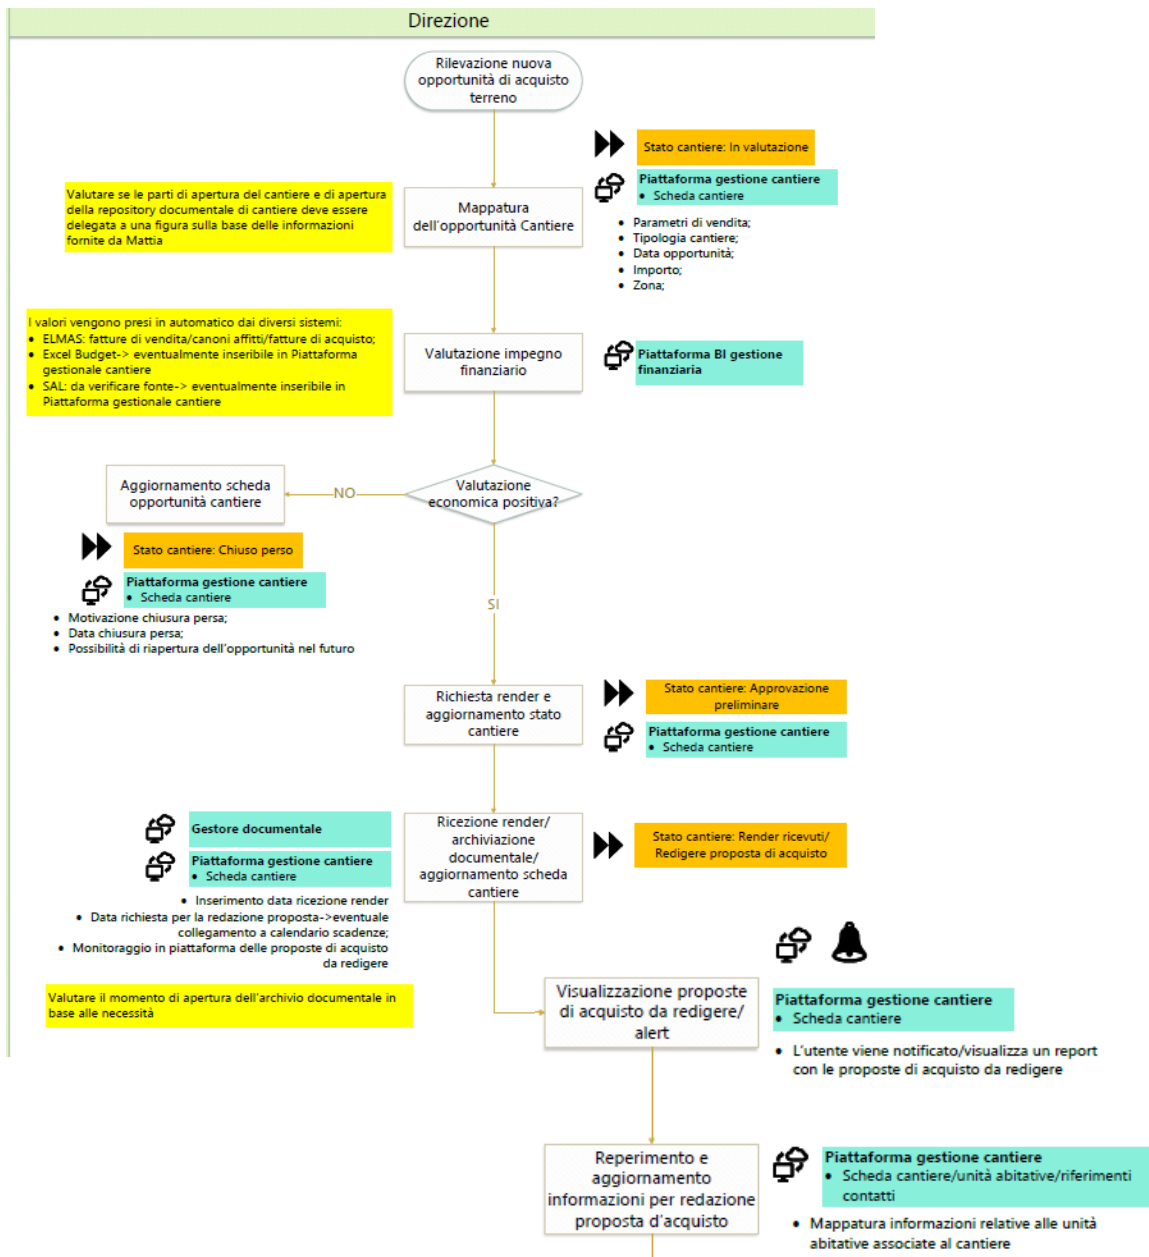 Direzione
Rilevazione nuova
opportunità di acquisto
terreno
Stato cantiere: In valutazione
Piattaforma gestione cantiere
• Scheda cantiere
Valutare se le parti di apertura del cantiere e di apertura
della repository documentale di cantiere deve essere
delegata a una figura sulla base delle informazioni
fornite da Mattia
Mappatura
dell'opportunità Cantiere
• Parametri di vendita;
• Tipologia cantiere;
• Data opportunità;
• Importo;
• Zona;
I valori vengono presi in automatico dai diversi sistemi:
• ELMAS: fatture di vendita/canoni affitti/fatture di acquisto;
• Excel Budget-> eventualmente inseribile in Piattaforma
gestionale cantiere
• SAL: da verificare fonte-> eventualmente inseribile in
Piattaforma gestionale cantiere
Valutazione impegno
finanziario
Piattaforma BI gestione
finanziaria
Aggiornamento scheda
opportunità cantiere
NO
Valutazione
economica positiva?
Stato cantiere: Chiuso perso
Piattaforma gestione cantiere
• Scheda cantiere
• Motivazione chiusura persa;
• Data chiusura persa;
• Possibilità di riapertura dell'opportunità nel futuro
SI
Richiesta render e
aggiornamento stato
cantiere
Stato cantiere: Approvazione
preliminare
Piattaforma gestione cantiere
• Scheda cantiere
Gestore documentale
Piattaforma gestione cantiere
• Scheda cantiere
Ricezione render/
archiviazione
documentale/
aggiornamento scheda
cantiere
Stato cantiere: Render ricevuti/
Redigere proposta di acquisto
• Inserimento data ricezione render
• Data richiesta per la redazione proposta->eventuale
collegamento a calendario scadenze;
• Monitoraggio in piattaforma delle proposte di acquisto
da redigere
Valutare il momento di apertura dell'archivio documentale in
base alle necessità
Visualizzazione proposte
di acquisto da redigere/
alert
Piattaforma gestione cantiere
• Scheda cantiere
• L'utente viene notificato/visualizza un report
con le proposte di acquisto da redigere
Reperimento e
aggiornamento
informazioni per redazione
proposta d'acquisto
Piattaforma gestione cantiere
• Scheda cantiere/unità abitative/riferimenti
contatti
• Mappatura informazioni relative alle unità
abitative associate al cantiere